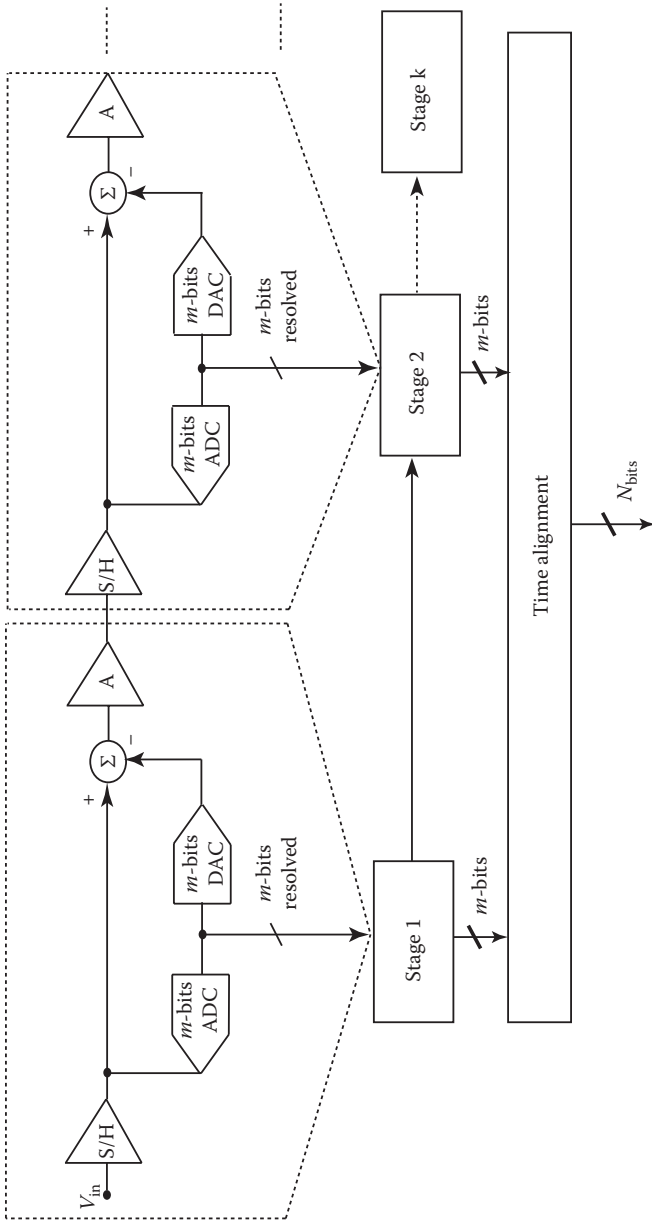 V_in
S/H
m-bits
ADC
m-bits
DAC
+
−
Σ
A
m-bits
resolved
S/H
m-bits
ADC
m-bits
DAC
+
−
Σ
A
m-bits
resolved
Stage 1
Stage 2
Stage k
m-bits
m-bits
Time alignment
N_bits